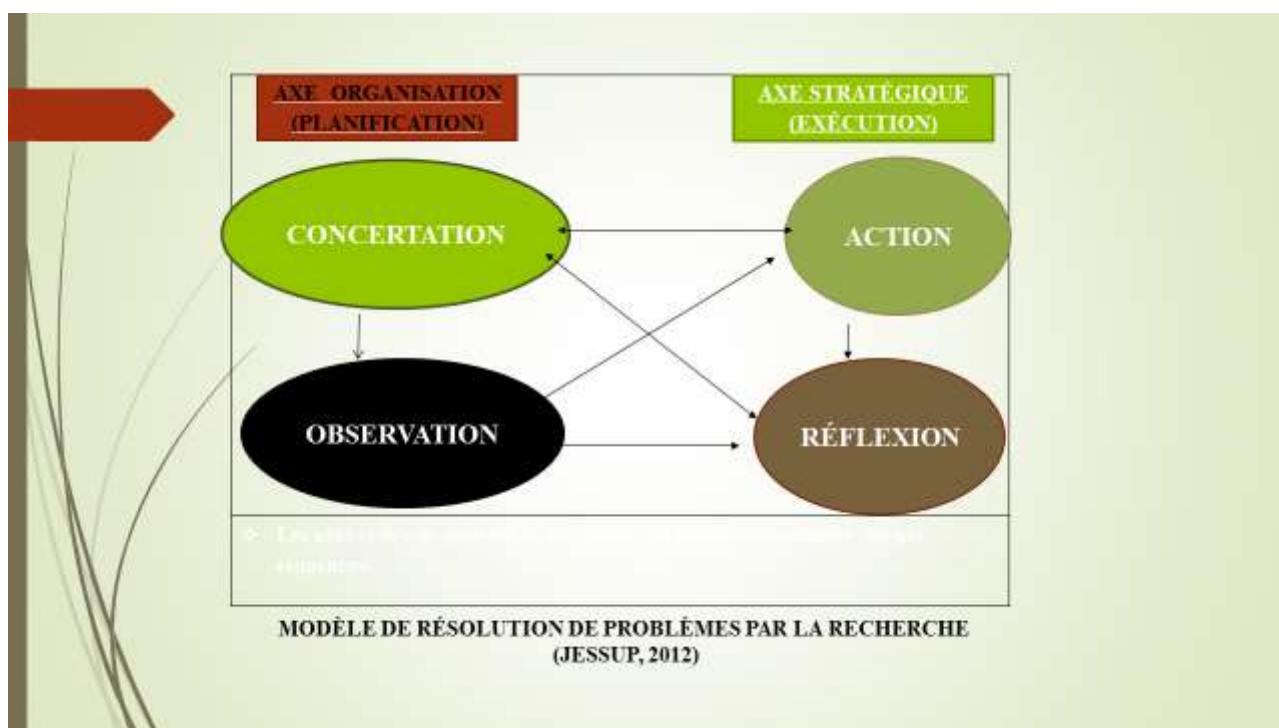 AXE ORGANISATION
(PLANIFICATION)
AXE STRATÉGIQUE
(EXÉCUTION)
CONCERTATION
ACTION
OBSERVATION
RÉFLEXION
MODÈLE DE RÉSOLUTION DE PROBLÈMES PAR LA RECHERCHE
(JESSUP, 2012)